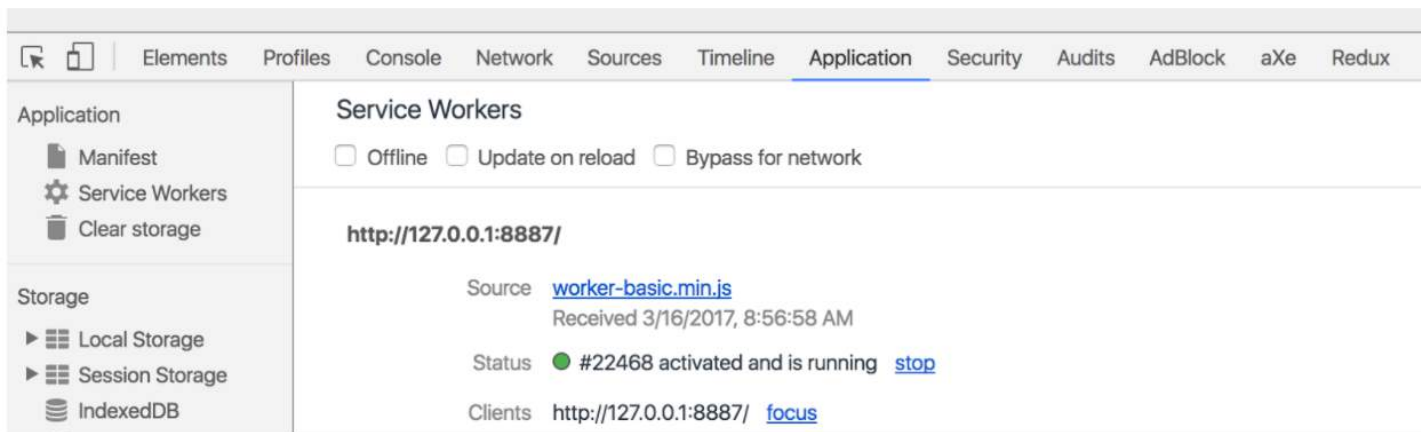 Elements Profiles Console Network Sources Timeline Application Security Audits AdBlock aXe Redux
Application
Manifest
Service Workers
Clear storage
Storage
Local Storage
Session Storage
IndexedDB
Service Workers
Offline Update on reload Bypass for network
http://127.0.0.1:8887/
Source worker-basic.min.js
Received 3/16/2017, 8:56:58 AM
Status #22468 activated and is running stop
Clients http://127.0.0.1:8887/ focus